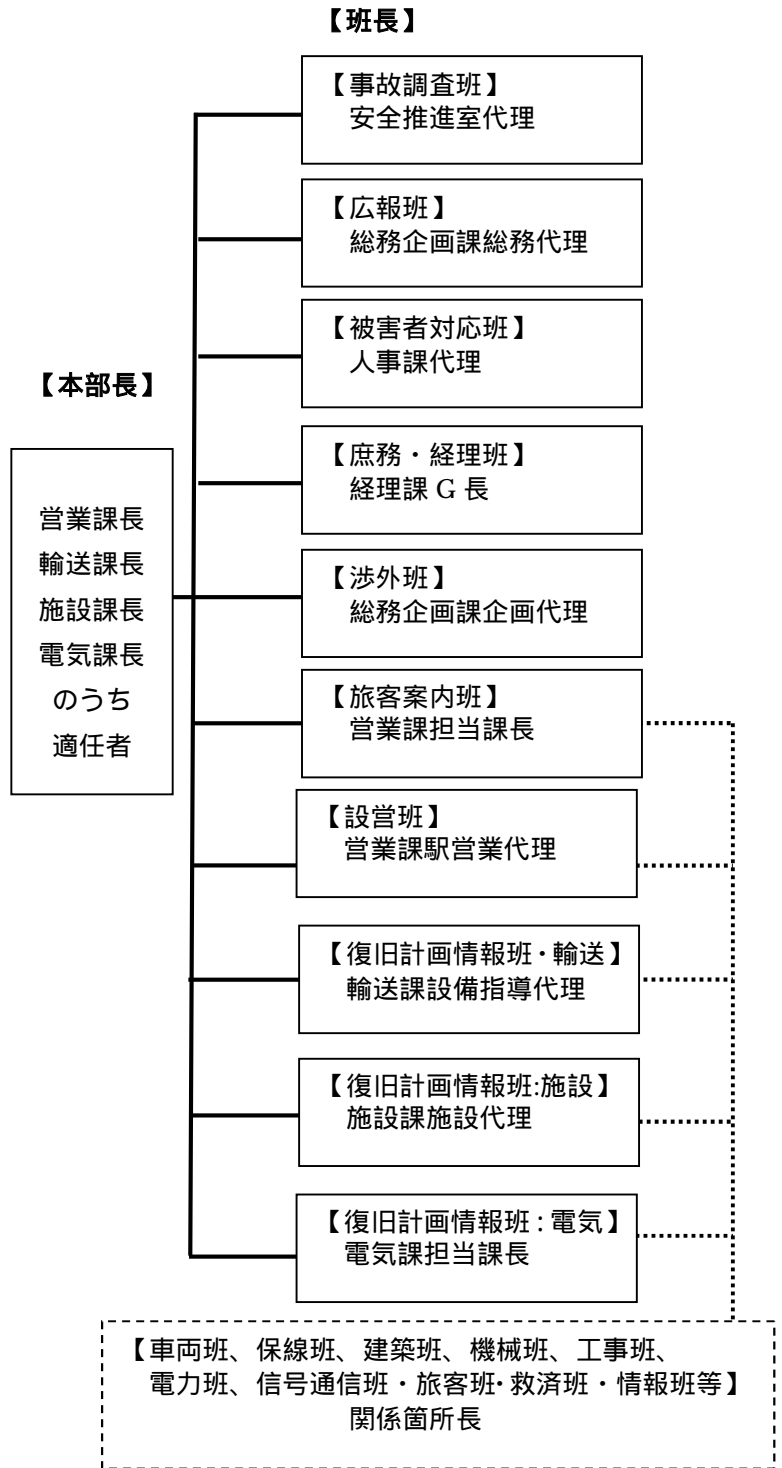 【班長】
【事故調査班】
安全推進室代理
【広報班】
総務企画課総務代理
【被害者対応班】
人事課代理
【本部長】
営業課長
輸送課長
施設課長
電気課長
のうち
適任者
【庶務・経理班】
経理課 G 長
【渉外班】
総務企画課企画代理
【旅客案内班】
営業課担当課長
【設営班】
営業課駅営業代理
【復旧計画情報班・輸送】
輸送課設備指導代理
【復旧計画情報班:施設】
施設課施設代理
【復旧計画情報班:電気】
電気課担当課長
【車両班、保線班、建築班、機械班、工事班、
電力班、信号通信班・旅客班・救済班・情報班等】
関係箇所長